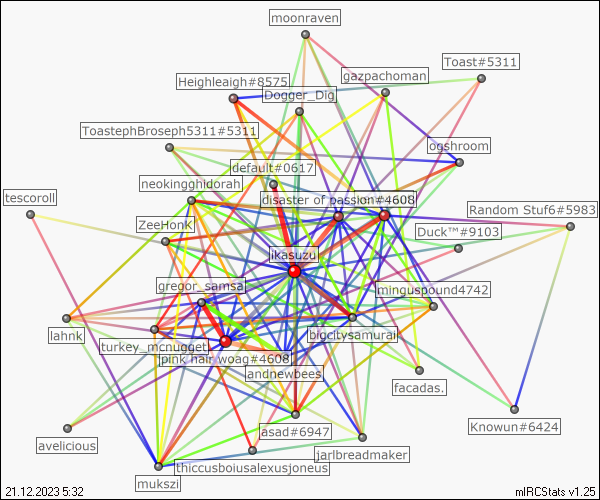 moonraven
Toast#5311
gazpachoman
Heighleaigh#8575
Dogger_Dig
ToastephBroseph5311#5311
ogshroom
default#0617
neokingghidorah
disaster of passion#4608
tescoroll
Random Stuf6#5983
ZeeHonK
Duck™#9103
ikasuzu
gregor_samsa
minguspound4742
lahnk
bigcitysamurai
turkey_mcnugget
pink hair woag#4608
andnewbees
facadas.
Knowun#6424
asad#6947
avelicious
jarlbreadmaker
thiccusboiusalexusjoneus
mukszi
21.12.2023 5:32
mIRCStats v1.25